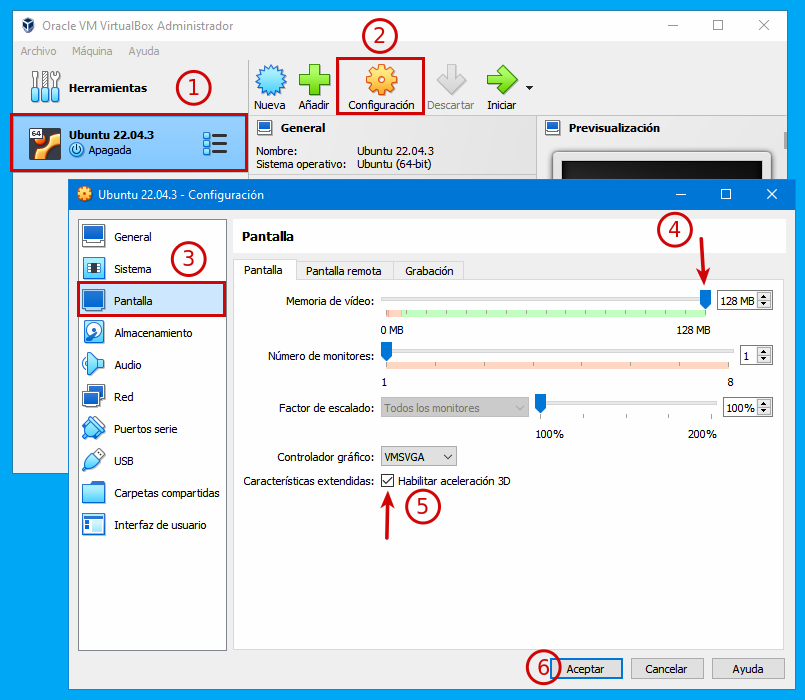 Oracle VM VirtualBox Administrador
Archivo Máquina Ayuda
Herramientas
1
2
Nueva Añadir Configuración Descartar Iniciar
64
Ubuntu 22.04.3
Apagada
General
Nombre: Ubuntu 22.04.3
Sistema operativo: Ubuntu (64-bit)
Previsualización
Ubuntu 22.04.3 - Configuración
General
Sistema
3
Pantalla
Almacenamiento
Audio
Red
Puertos serie
USB
Carpetas compartidas
Interfaz de usuario
Pantalla
4
Pantalla Pantalla remota Grabación
Memoria de vídeo: 128 MB
0 MB 128 MB
Número de monitores: 1
1 8
Factor de escalado: Todos los monitores 100%
100% 200%
Controlador gráfico: VMSVGA
Características extendidas: Habilitar aceleración 3D
5
6
Aceptar Cancelar Ayuda